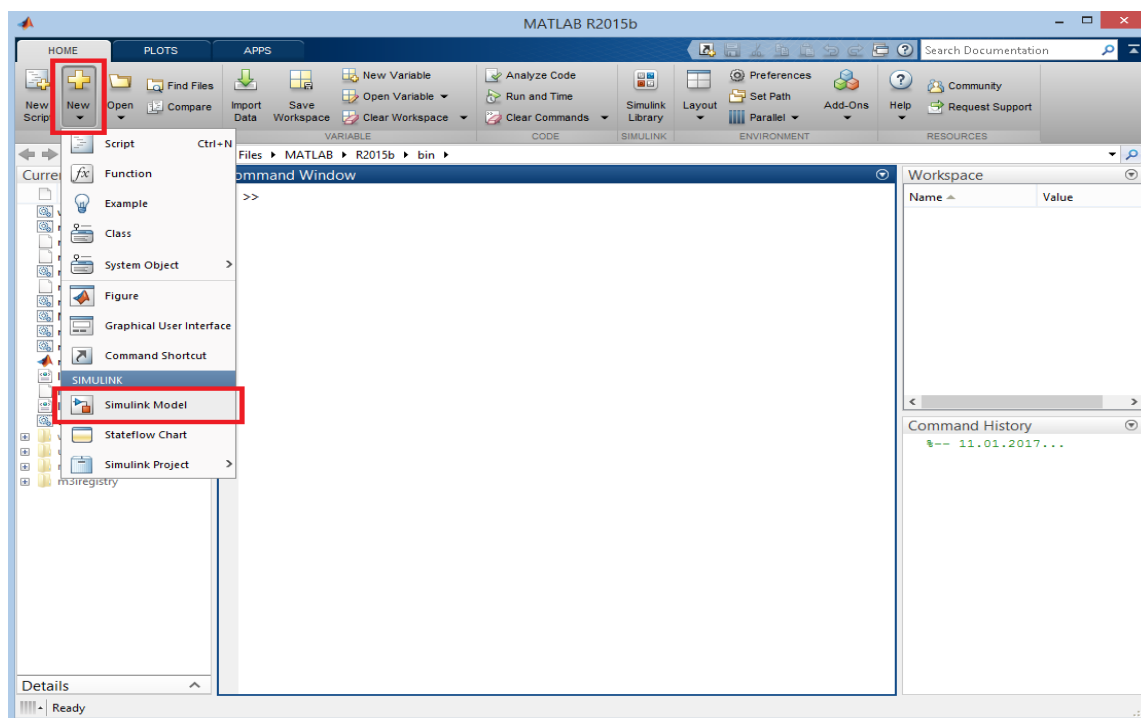 MATLAB R2015b
HOME PLOTS APPS
Search Documentation
New Script
New
Open
Find Files
Compare
Import Data
Save Workspace
New Variable
Open Variable
Clear Workspace
Analyze Code
Run and Time
Clear Commands
Simulink Library
Layout
Preferences
Set Path
Parallel
Add-Ons
Help
Community
Request Support
VARIABLE CODE SIMULINK ENVIRONMENT RESOURCES
Files MATLAB R2015b bin
Script Ctrl+N
Function
Example
Class
System Object
Figure
Graphical User Interface
Command Shortcut
SIMULINK
Simulink Model
Stateflow Chart
Simulink Project
m3iregistry
Details
Ready
ommand Window
>>
Workspace
Name Value
Command History
%-- 11.01.2017...